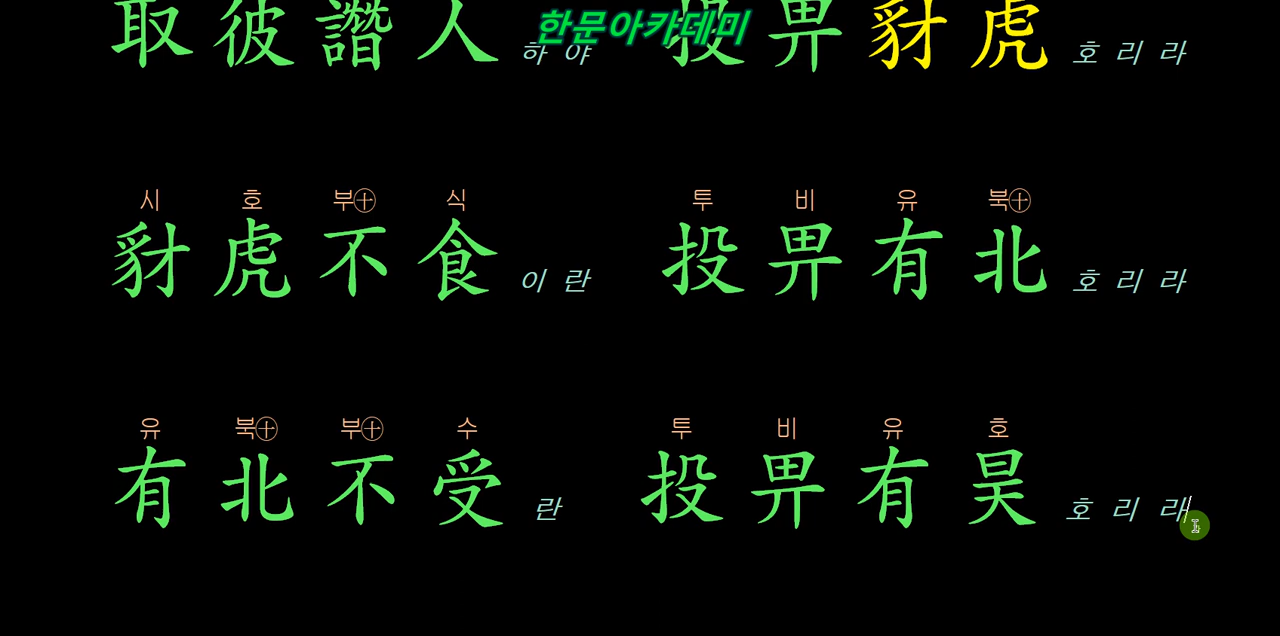 한문아카데미
取彼譖人 하야 投畀豺虎 호리라
시 호 부㊉ 식 투 비 유 북㊉
豺虎不食 이란 投畀有北 호리라
유 북㊉ 부㊉ 수 투 비 유 호
有北不受 란 投畀有昊 호리라